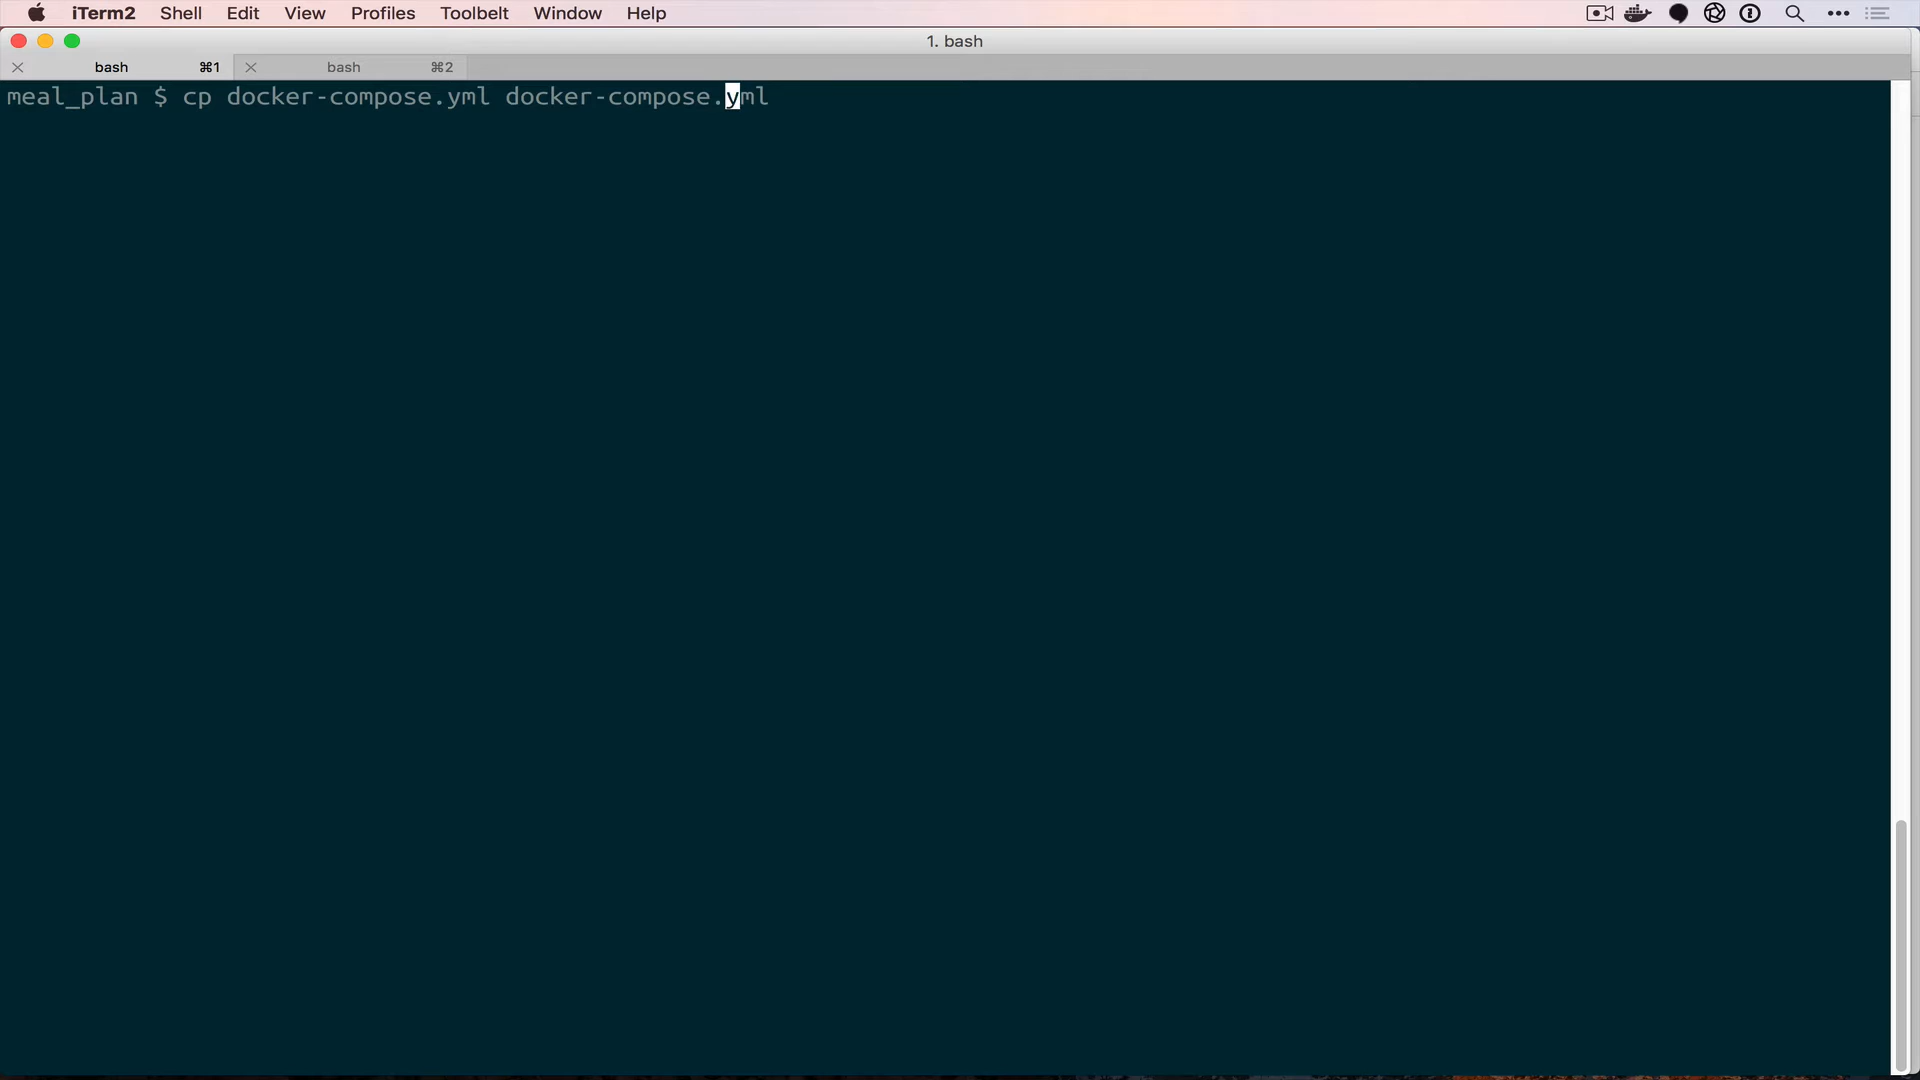 iTerm2 Shell Edit View Profiles Toolbelt Window Help
1. bash
bash ⌘1 bash ⌘2
meal_plan $ cp docker-compose.yml docker-compose.yml